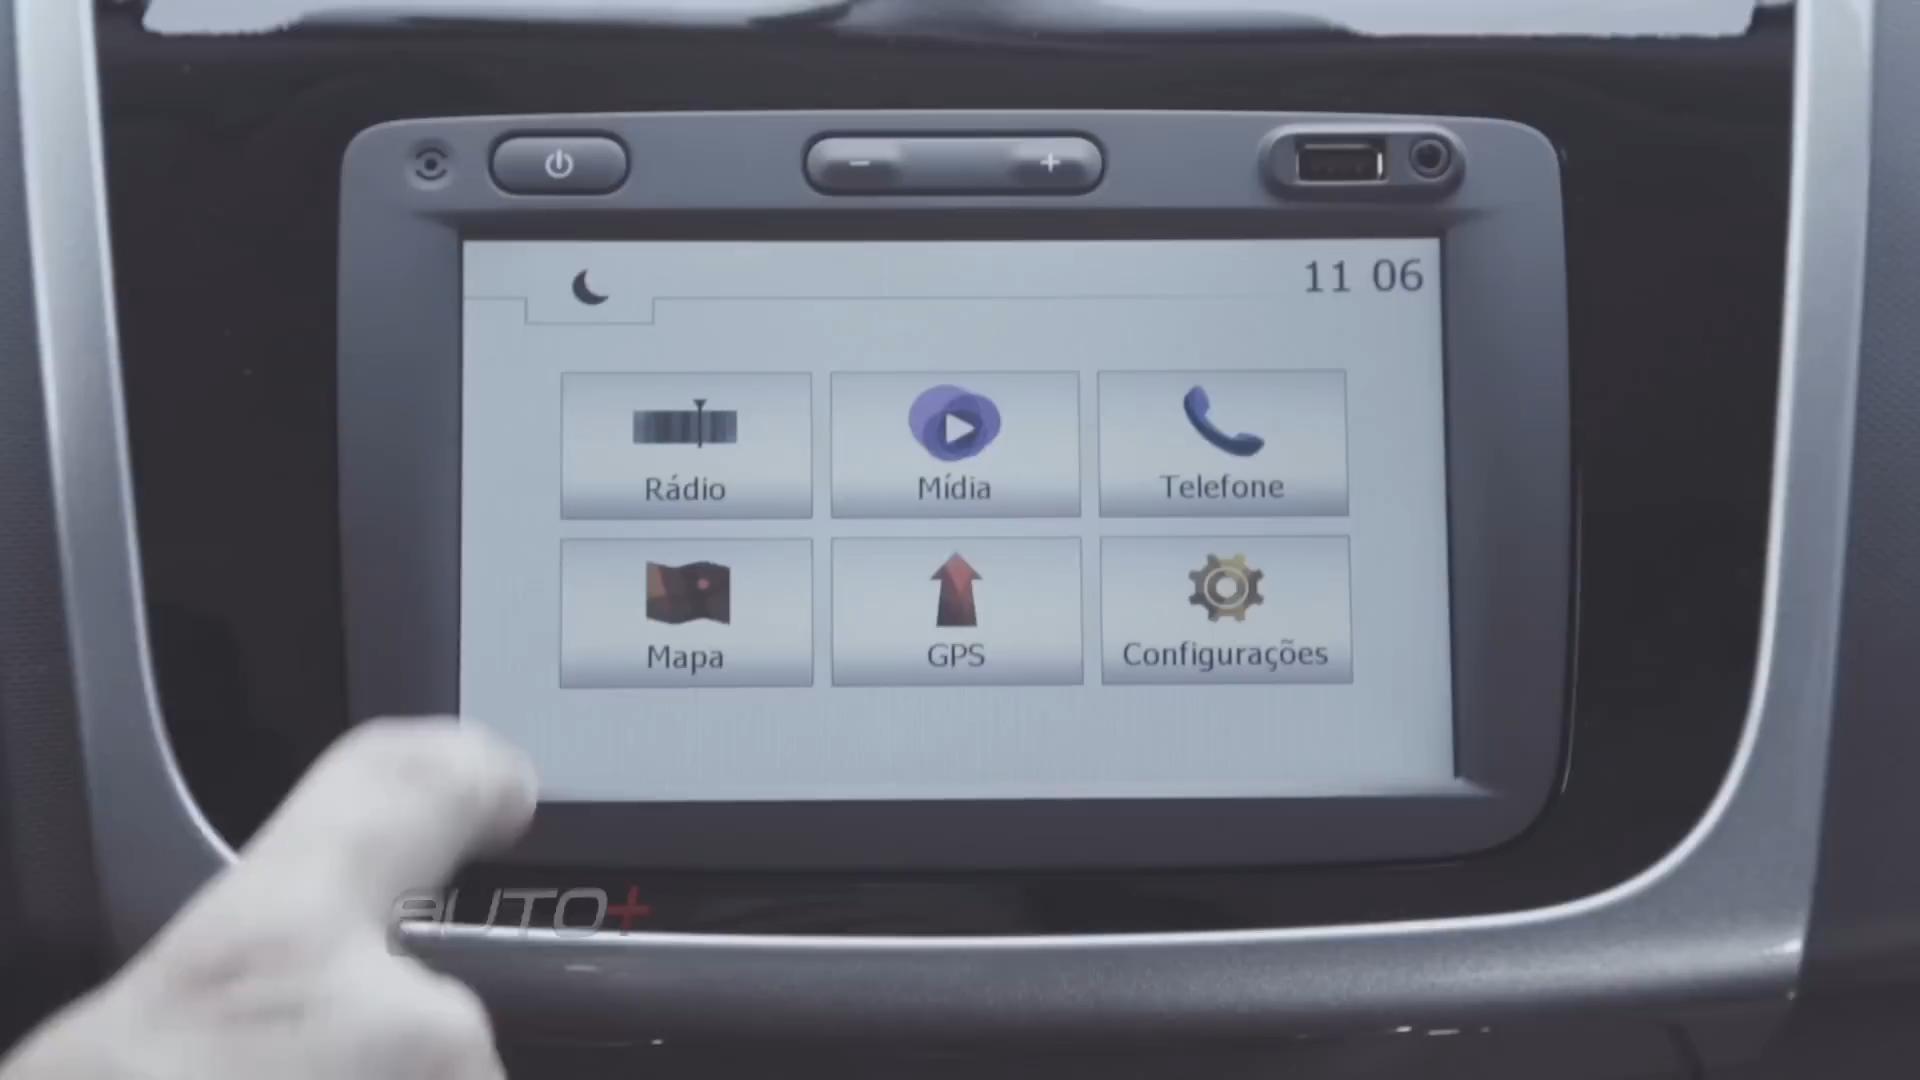 11 06
Rádio
Mídia
Telefone
Mapa
GPS
Configurações
AUTO+